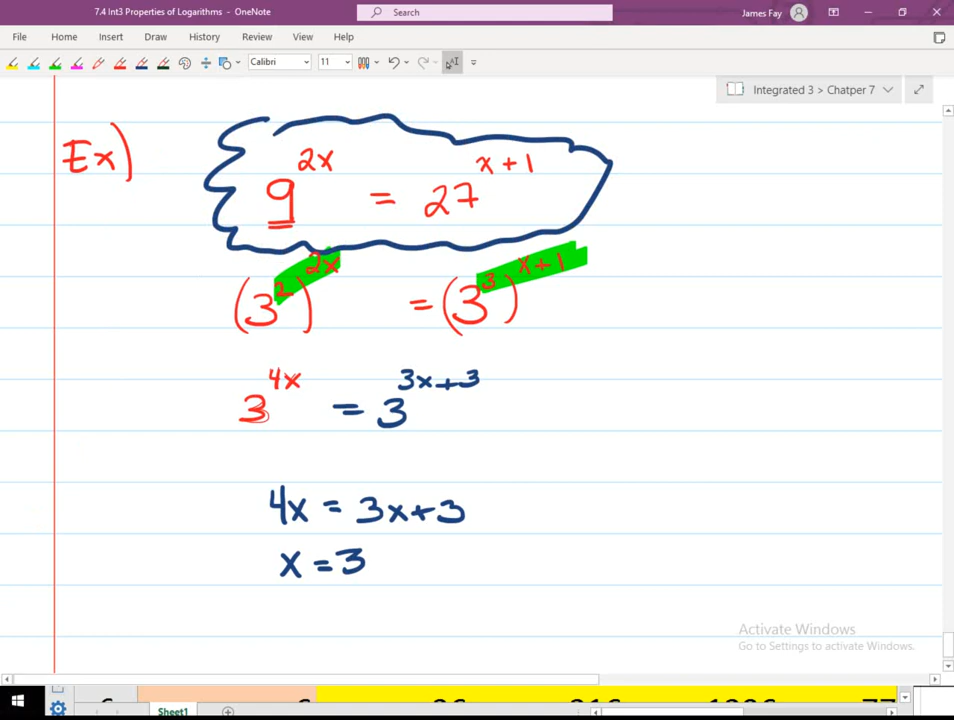 7.4 Int3 Properties of Logarithms - OneNote
Search
James Fay
File Home Insert Draw History Review View Help
Calibri 11
Integrated 3 > Chatper 7
Ex) 9^{2x} = 27^{x+1}
(3^2)^{2x} = (3^3)^{x+1}
3^{4x} = 3^{3x+3}
4x = 3x+3
x = 3
Activate Windows
Go to Settings to activate Windows.
Sheet1